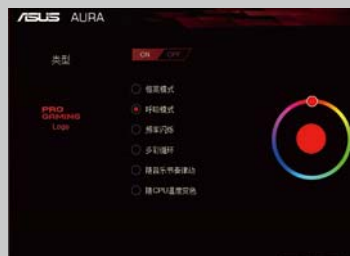 ASUS AURA
类型
ON OFF
恒亮模式
呼吸模式
频率闪烁
多彩循环
PRO
GAMING
Logo
随音乐节奏律动
随CPU温度变色